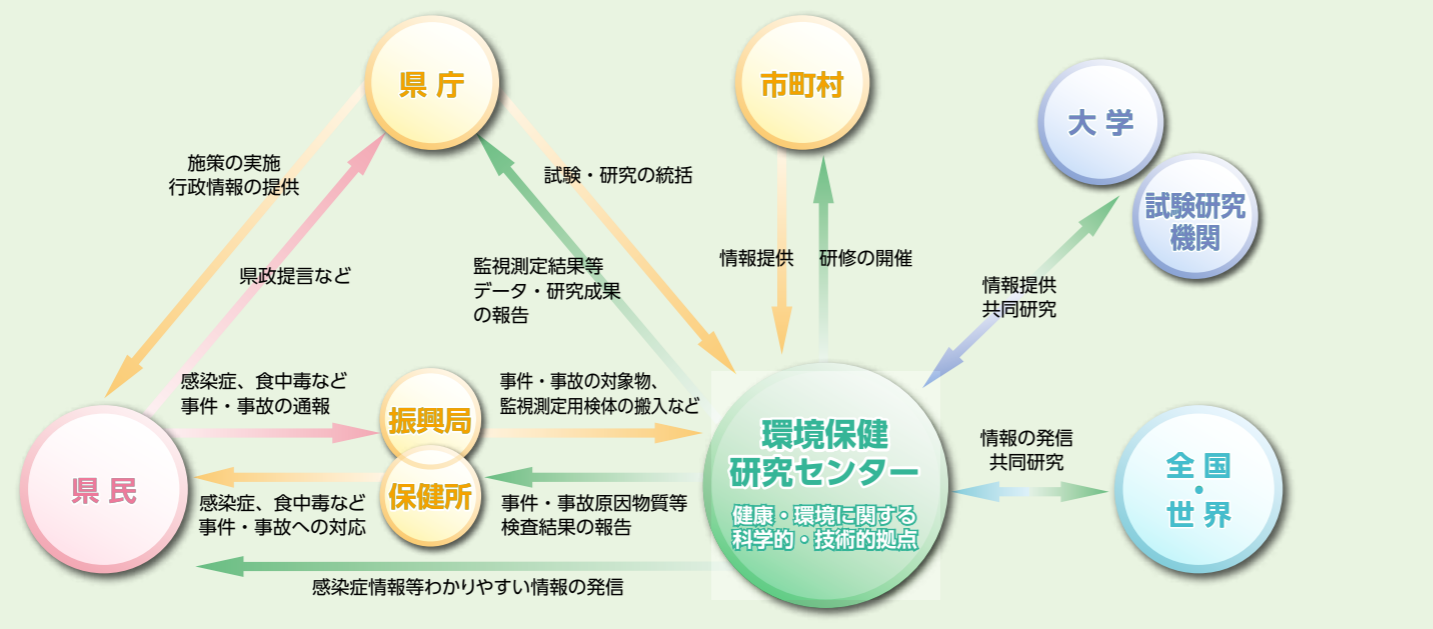 県庁
市町村
大学
試験研究
機関
施策の実施
行政情報の提供
試験・研究の統括
県政提言など
監視測定結果等
データ・研究成果
の報告
情報提供
研修の開催
情報提供
共同研究
感染症、食中毒など
事件・事故の通報
振興局
保健所
事件・事故の対象物、
監視測定用検体の搬入など
環境保健
研究センター
健康・環境に関する
科学的・技術的拠点
情報の発信
共同研究
全国
・
世界
県民
感染症、食中毒など
事件・事故への対応
事件・事故原因物質等
検査結果の報告
感染症情報等わかりやすい情報の発信